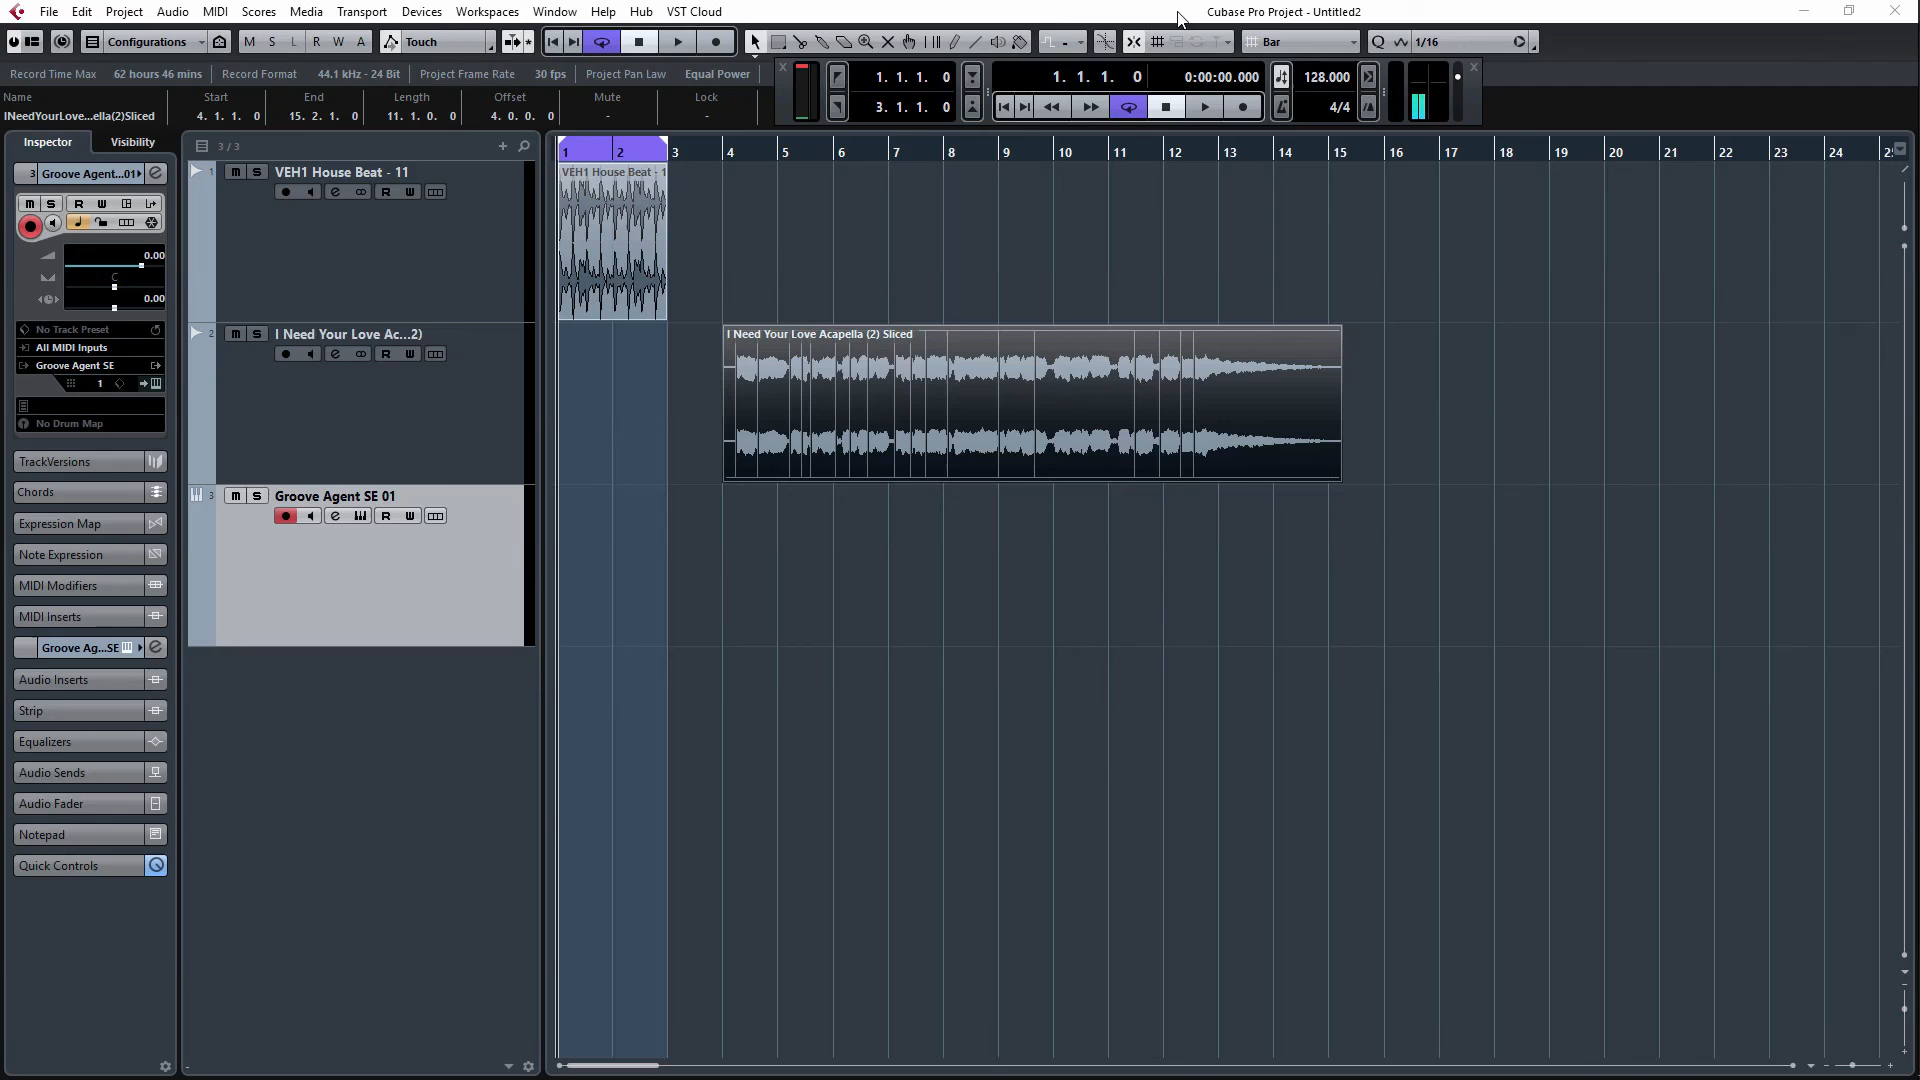 File Edit Project Audio MIDI Scores Media Transport Devices Workspaces Window Help Hub VST Cloud Cubase Pro Project - Untitled2
Configurations M S L R W A Touch Bar Q 1/16
Record Time Max 62 hours 46 mins Record Format 44.1 kHz - 24 Bit Project Frame Rate 30 fps Project Pan Law Equal Power
1. 1. 1. 0 1. 1. 1. 0 0:00:00.000 128.000
Name Start End Length Offset Mute Lock
3. 1. 1. 0 4/4
INeedYourLove...ella(2)Sliced 4. 1. 1. 0 15. 2. 1. 0 11. 1. 0. 0 4. 0. 0. 0 - -
Inspector Visibility 3 / 3
1 2 3 4 5 6 7 8 9 10 11 12 13 14 15 16 17 18 19 20 21 22 23 24
3 Groove Agent...01
1 m S VEH1 House Beat - 11
R W
VEH1 House Beat - 1
m S R W
0.00
C
0.00
No Track Preset
All MIDI Inputs
Groove Agent SE
1
No Drum Map
2 m S I Need Your Love Ac...2)
R W
I Need Your Love Acapella (2) Sliced
3 m S Groove Agent SE 01
R W
TrackVersions
Chords
Expression Map
Note Expression
MIDI Modifiers
MIDI Inserts
Groove Ag...SE
Audio Inserts
Strip
Equalizers
Audio Sends
Audio Fader
Notepad
Quick Controls